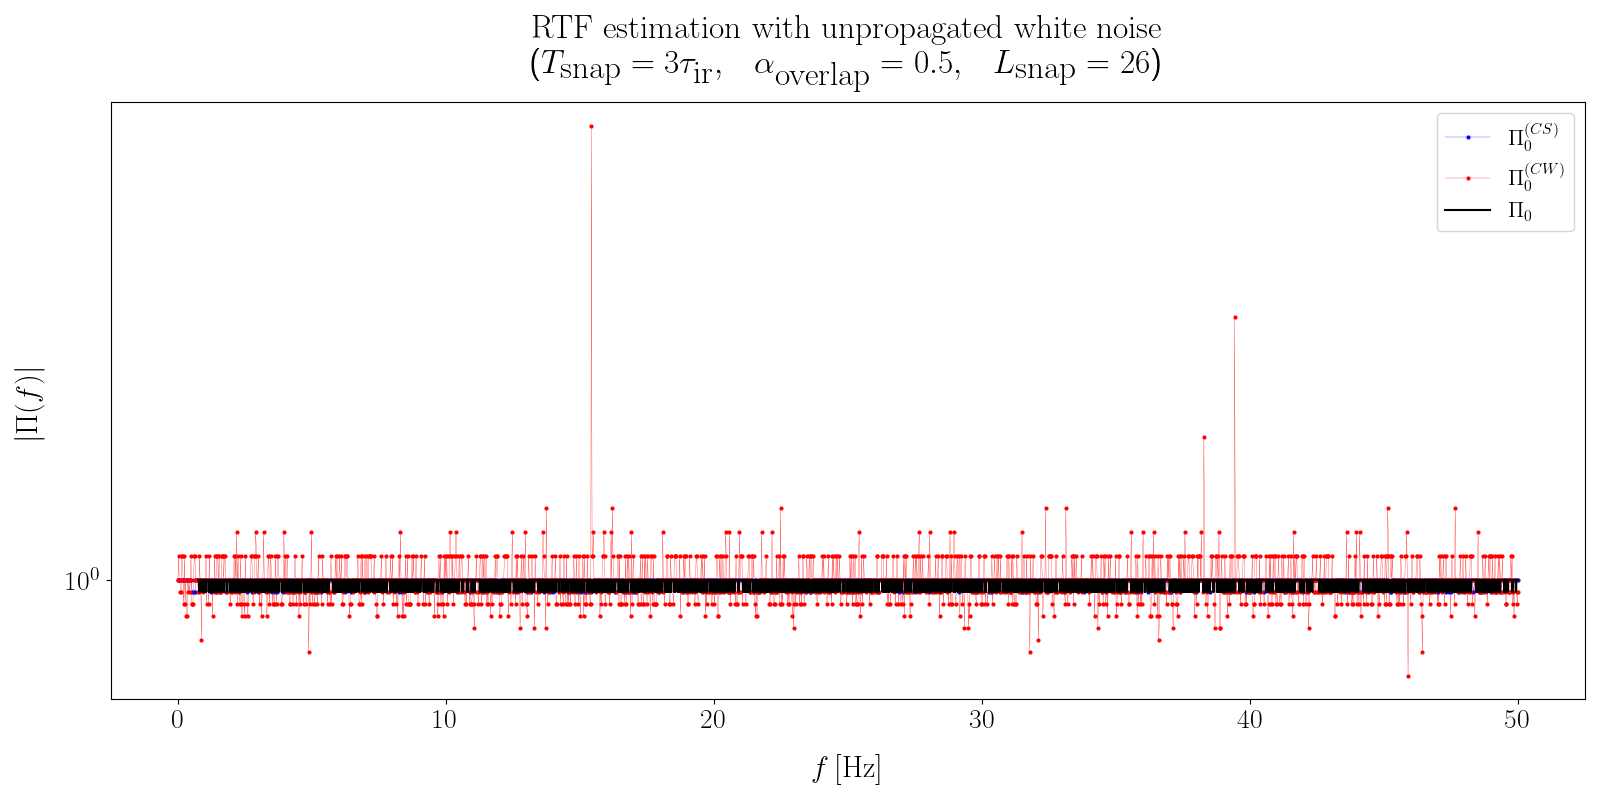 RTF estimation with unpropagated white noise
(T_snap = 3τ_ir, α_overlap = 0.5, L_snap = 26)
Π_0^(CS)
Π_0^(CW)
Π_0
|Π(f)|
10^0
0 10 20 30 40 50
f [Hz]